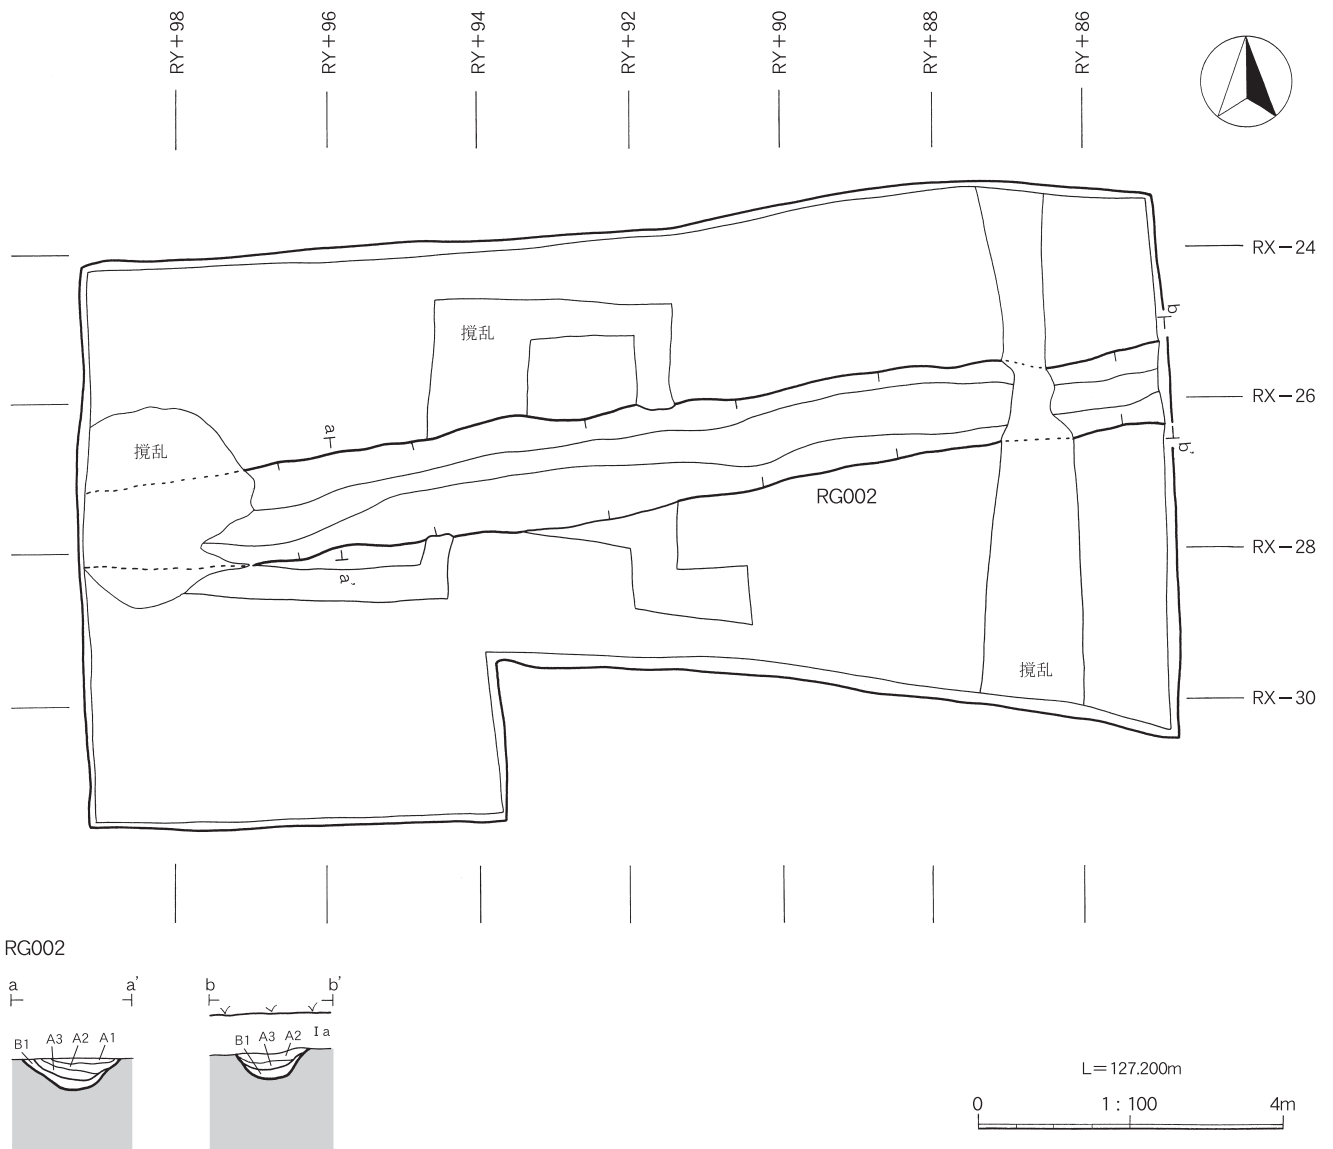 RY+98
RY+96
RY+94
RY+92
RY+90
RY+88
RY+86
RX−24
b
撹乱
RX−26
a
撹乱
b'
RG002
RX−28
a'
撹乱
RX−30
RG002
a a' b b'
B1 A3 A2 A1
B1 A3 A2 Ⅰa
L=127.200m
0 1:100 4m